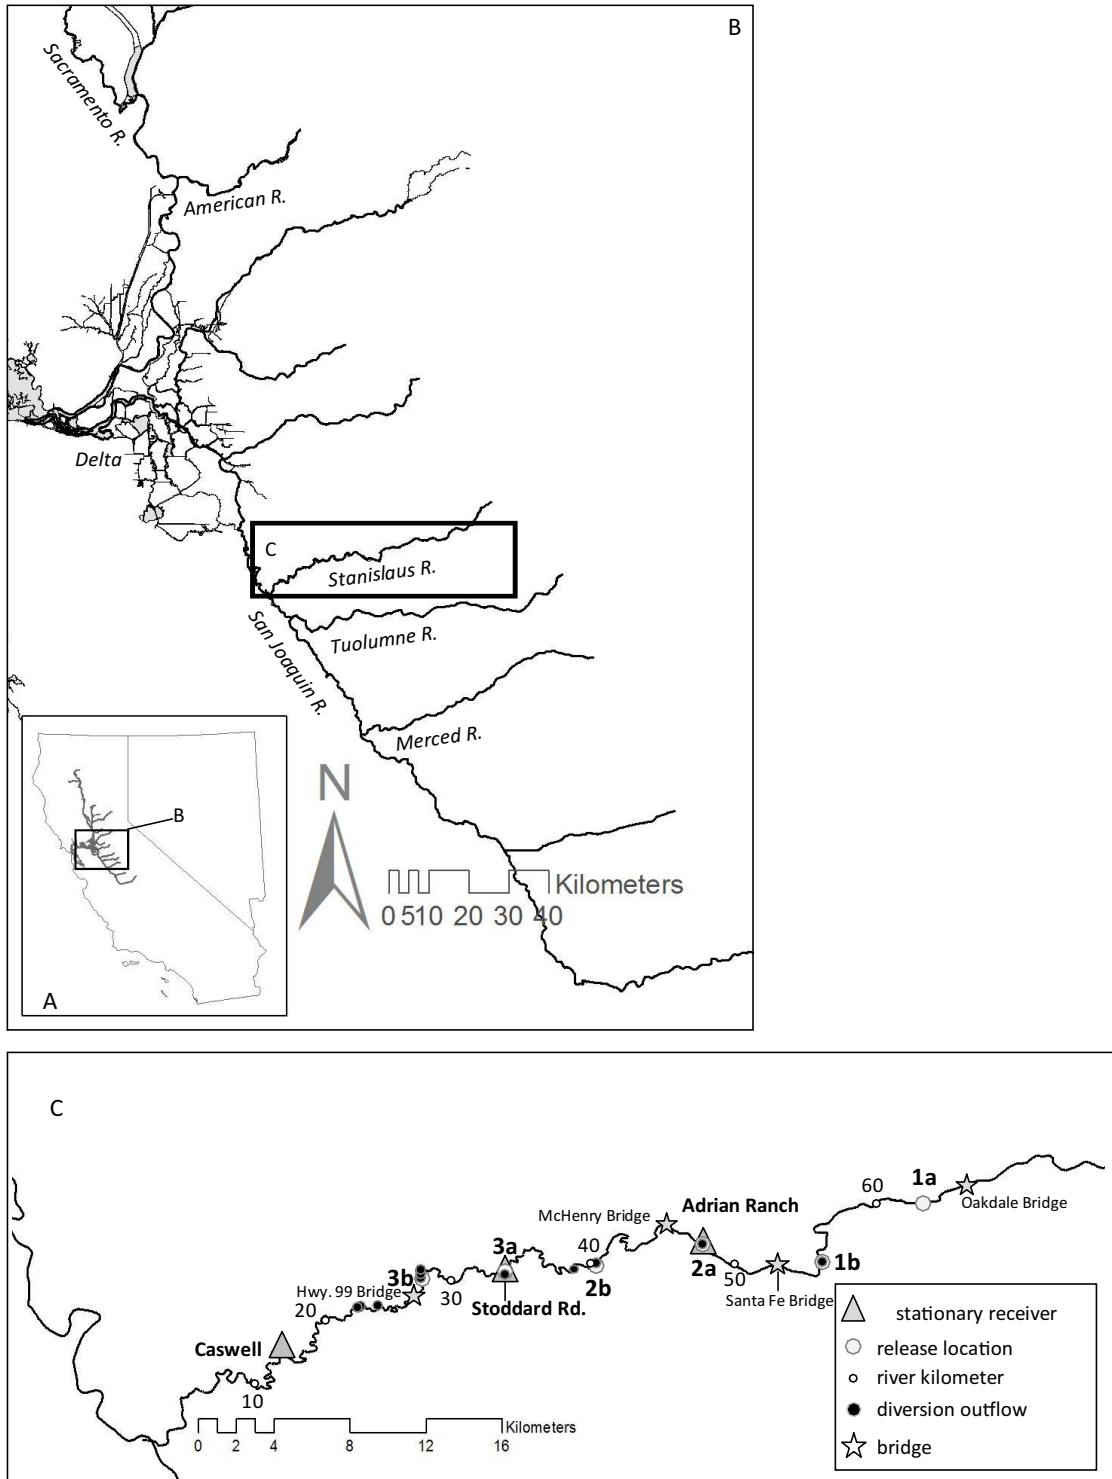 B
Sacramento R.
American R.
Delta
C
Stanislaus R.
Tuolumne R.
San Joaquin R.
Merced R.
N
Kilometers
0 5 10 20 30 40
B
A
C
60
1a
Oakdale Bridge
Adrian Ranch
McHenry Bridge
40
3a
2a
50
1b
Santa Fe Bridge
2b
3b
30
Hwy. 99 Bridge
Stoddard Rd.
20
Caswell
10
Kilometers
0 2 4 8 12 16
stationary receiver
release location
river kilometer
diversion outflow
bridge